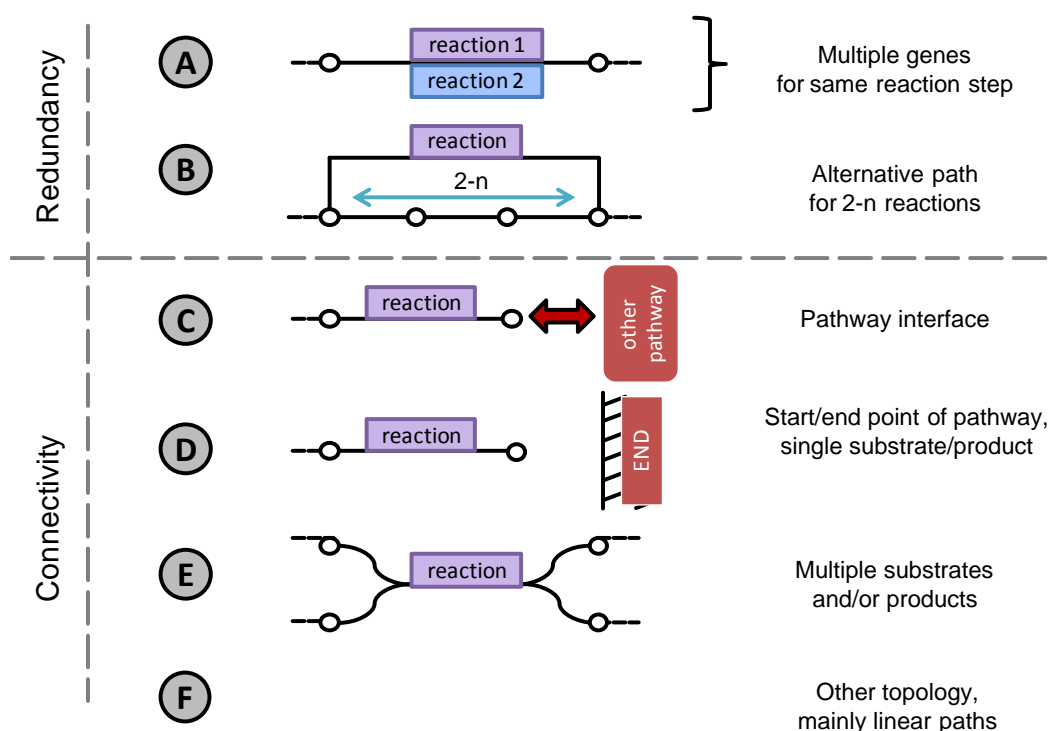 Redundancy
A
reaction 1
reaction 2
Multiple genes
for same reaction step
B
reaction
2-n
Alternative path
for 2-n reactions
Connectivity
C
reaction
other
pathway
Pathway interface
D
reaction
END
Start/end point of pathway,
single substrate/product
E
reaction
Multiple substrates
and/or products
F
Other topology,
mainly linear paths